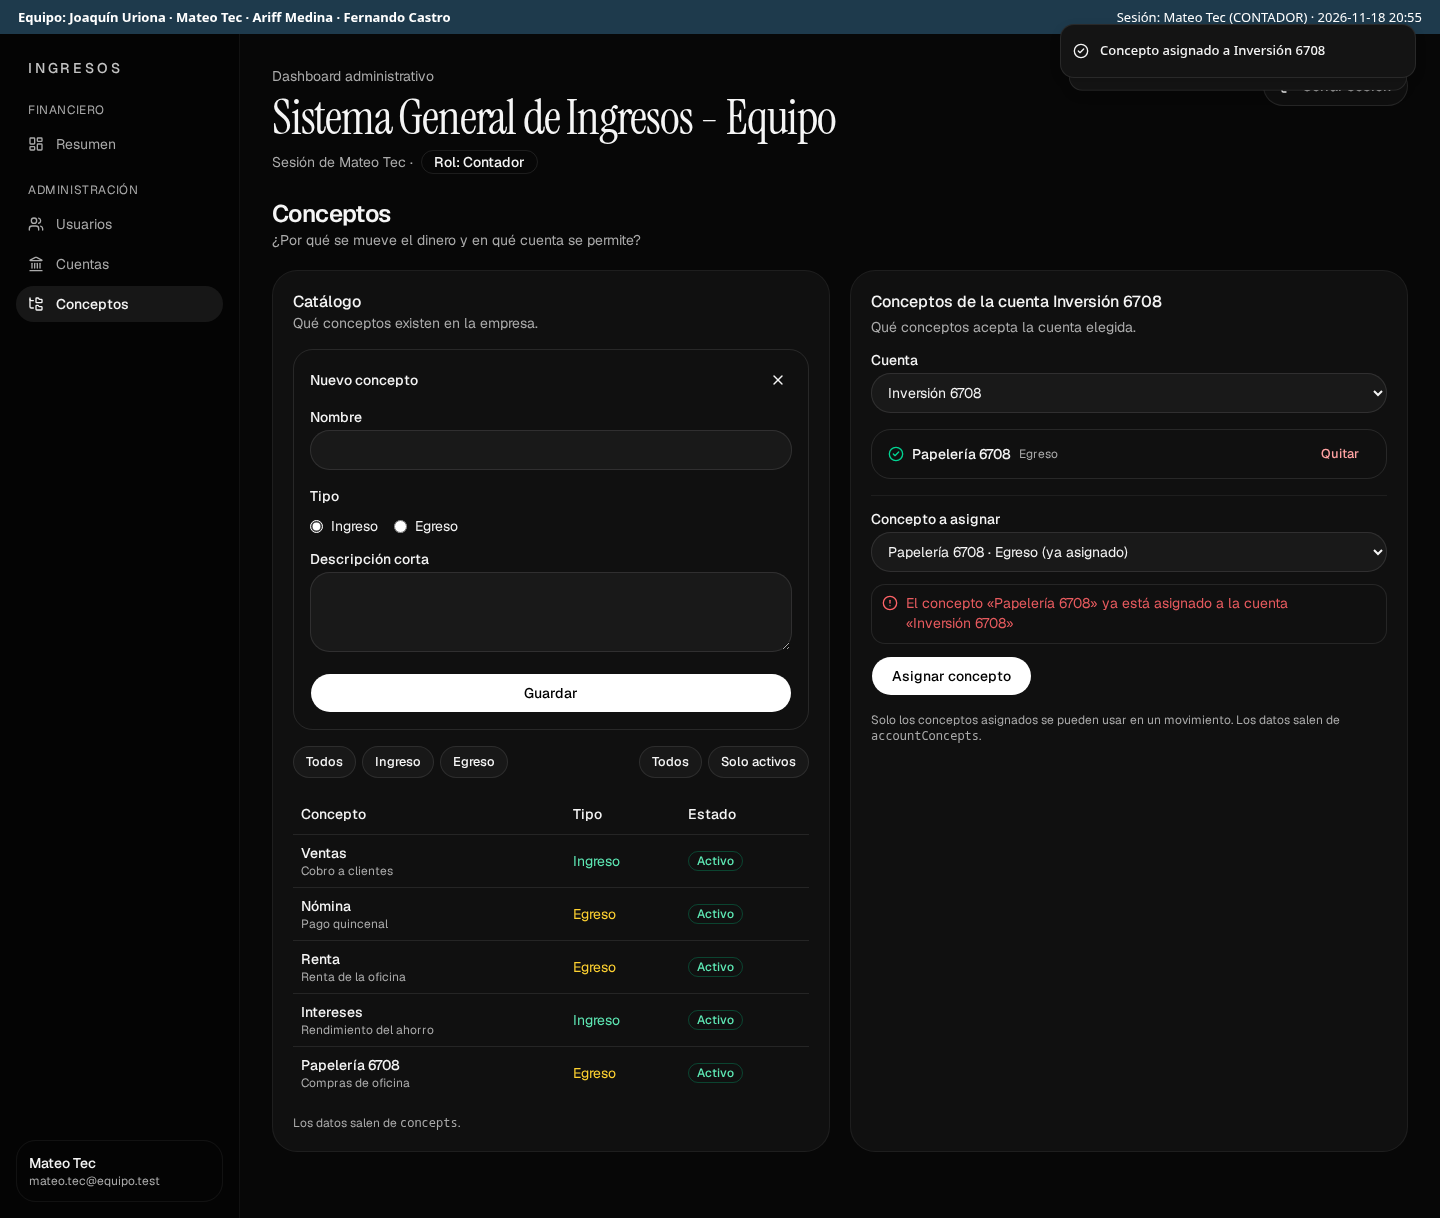 Equipo: Joaquín Uriona · Mateo Tec · Ariff Medina · Fernando Castro
Sesión: Mateo Tec (CONTADOR) · 2026-11-18 20:55
Concepto asignado a Inversión 6708
INGRESOS
FINANCIERO
Resumen
ADMINISTRACIÓN
Usuarios
Cuentas
Conceptos
Mateo Tec
mateo.tec@equipo.test
Dashboard administrativo
Sistema General de Ingresos - Equipo
Sesión de Mateo Tec ·
Rol: Contador
Conceptos
¿Por qué se mueve el dinero y en qué cuenta se permite?
Catálogo
Qué conceptos existen en la empresa.
Nuevo concepto
Nombre
Tipo
Ingreso
Egreso
Descripción corta
Guardar
Todos
Ingreso
Egreso
Todos
Solo activos
Concepto Tipo Estado
Ventas
Cobro a clientes
Ingreso
Activo
Nómina
Pago quincenal
Egreso
Activo
Renta
Renta de la oficina
Egreso
Activo
Intereses
Rendimiento del ahorro
Ingreso
Activo
Papelería 6708
Compras de oficina
Egreso
Activo
Los datos salen de concepts.
Conceptos de la cuenta Inversión 6708
Qué conceptos acepta la cuenta elegida.
Cuenta
Inversión 6708
Papelería 6708 Egreso
Quitar
Concepto a asignar
Papelería 6708 · Egreso (ya asignado)
El concepto «Papelería 6708» ya está asignado a la cuenta
«Inversión 6708»
Asignar concepto
Solo los conceptos asignados se pueden usar en un movimiento. Los datos salen de
accountConcepts.